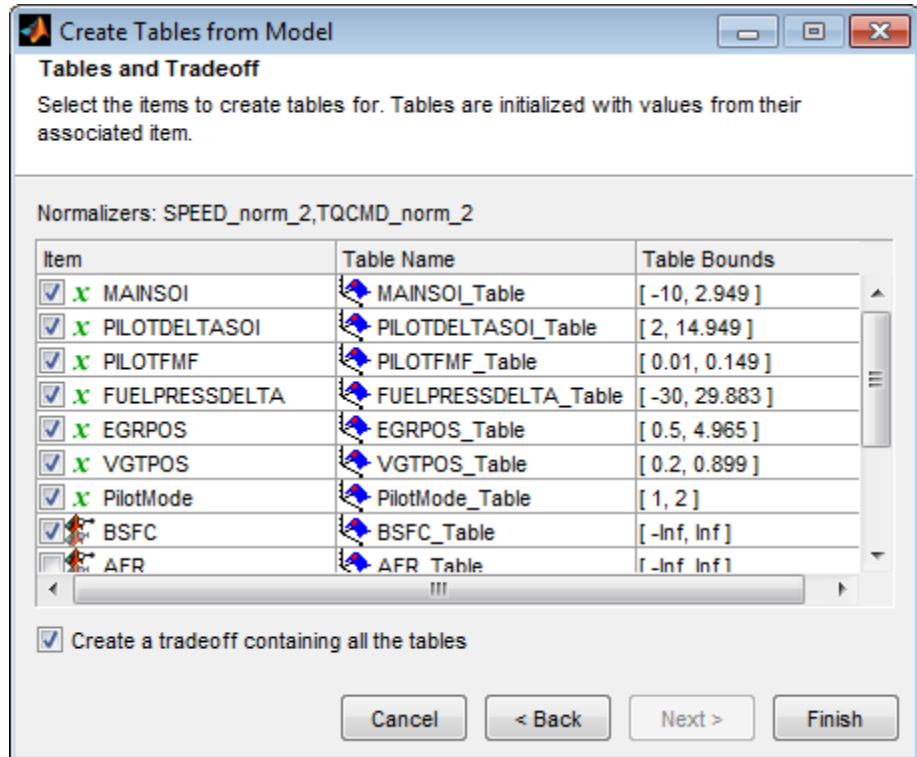 Create Tables from Model
Tables and Tradeoff
Select the items to create tables for. Tables are initialized with values from their
associated item.
Normalizers: SPEED_norm_2,TQCMD_norm_2
Item Table Name Table Bounds
x MAINSOI MAINSOI_Table [ -10, 2.949 ]
x PILOTDELTASOI PILOTDELTASOI_Table [ 2, 14.949 ]
x PILOTFMF PILOTFMF_Table [ 0.01, 0.149 ]
x FUELPRESSDELTA FUELPRESSDELTA_Table [ -30, 29.883 ]
x EGRPOS EGRPOS_Table [ 0.5, 4.965 ]
x VGTPOS VGTPOS_Table [ 0.2, 0.899 ]
x PilotMode PilotMode_Table [ 1, 2 ]
BSFC BSFC_Table [ -Inf, Inf ]
AFR AFR_Table [ -Inf, Inf ]
Create a tradeoff containing all the tables
Cancel < Back Next > Finish